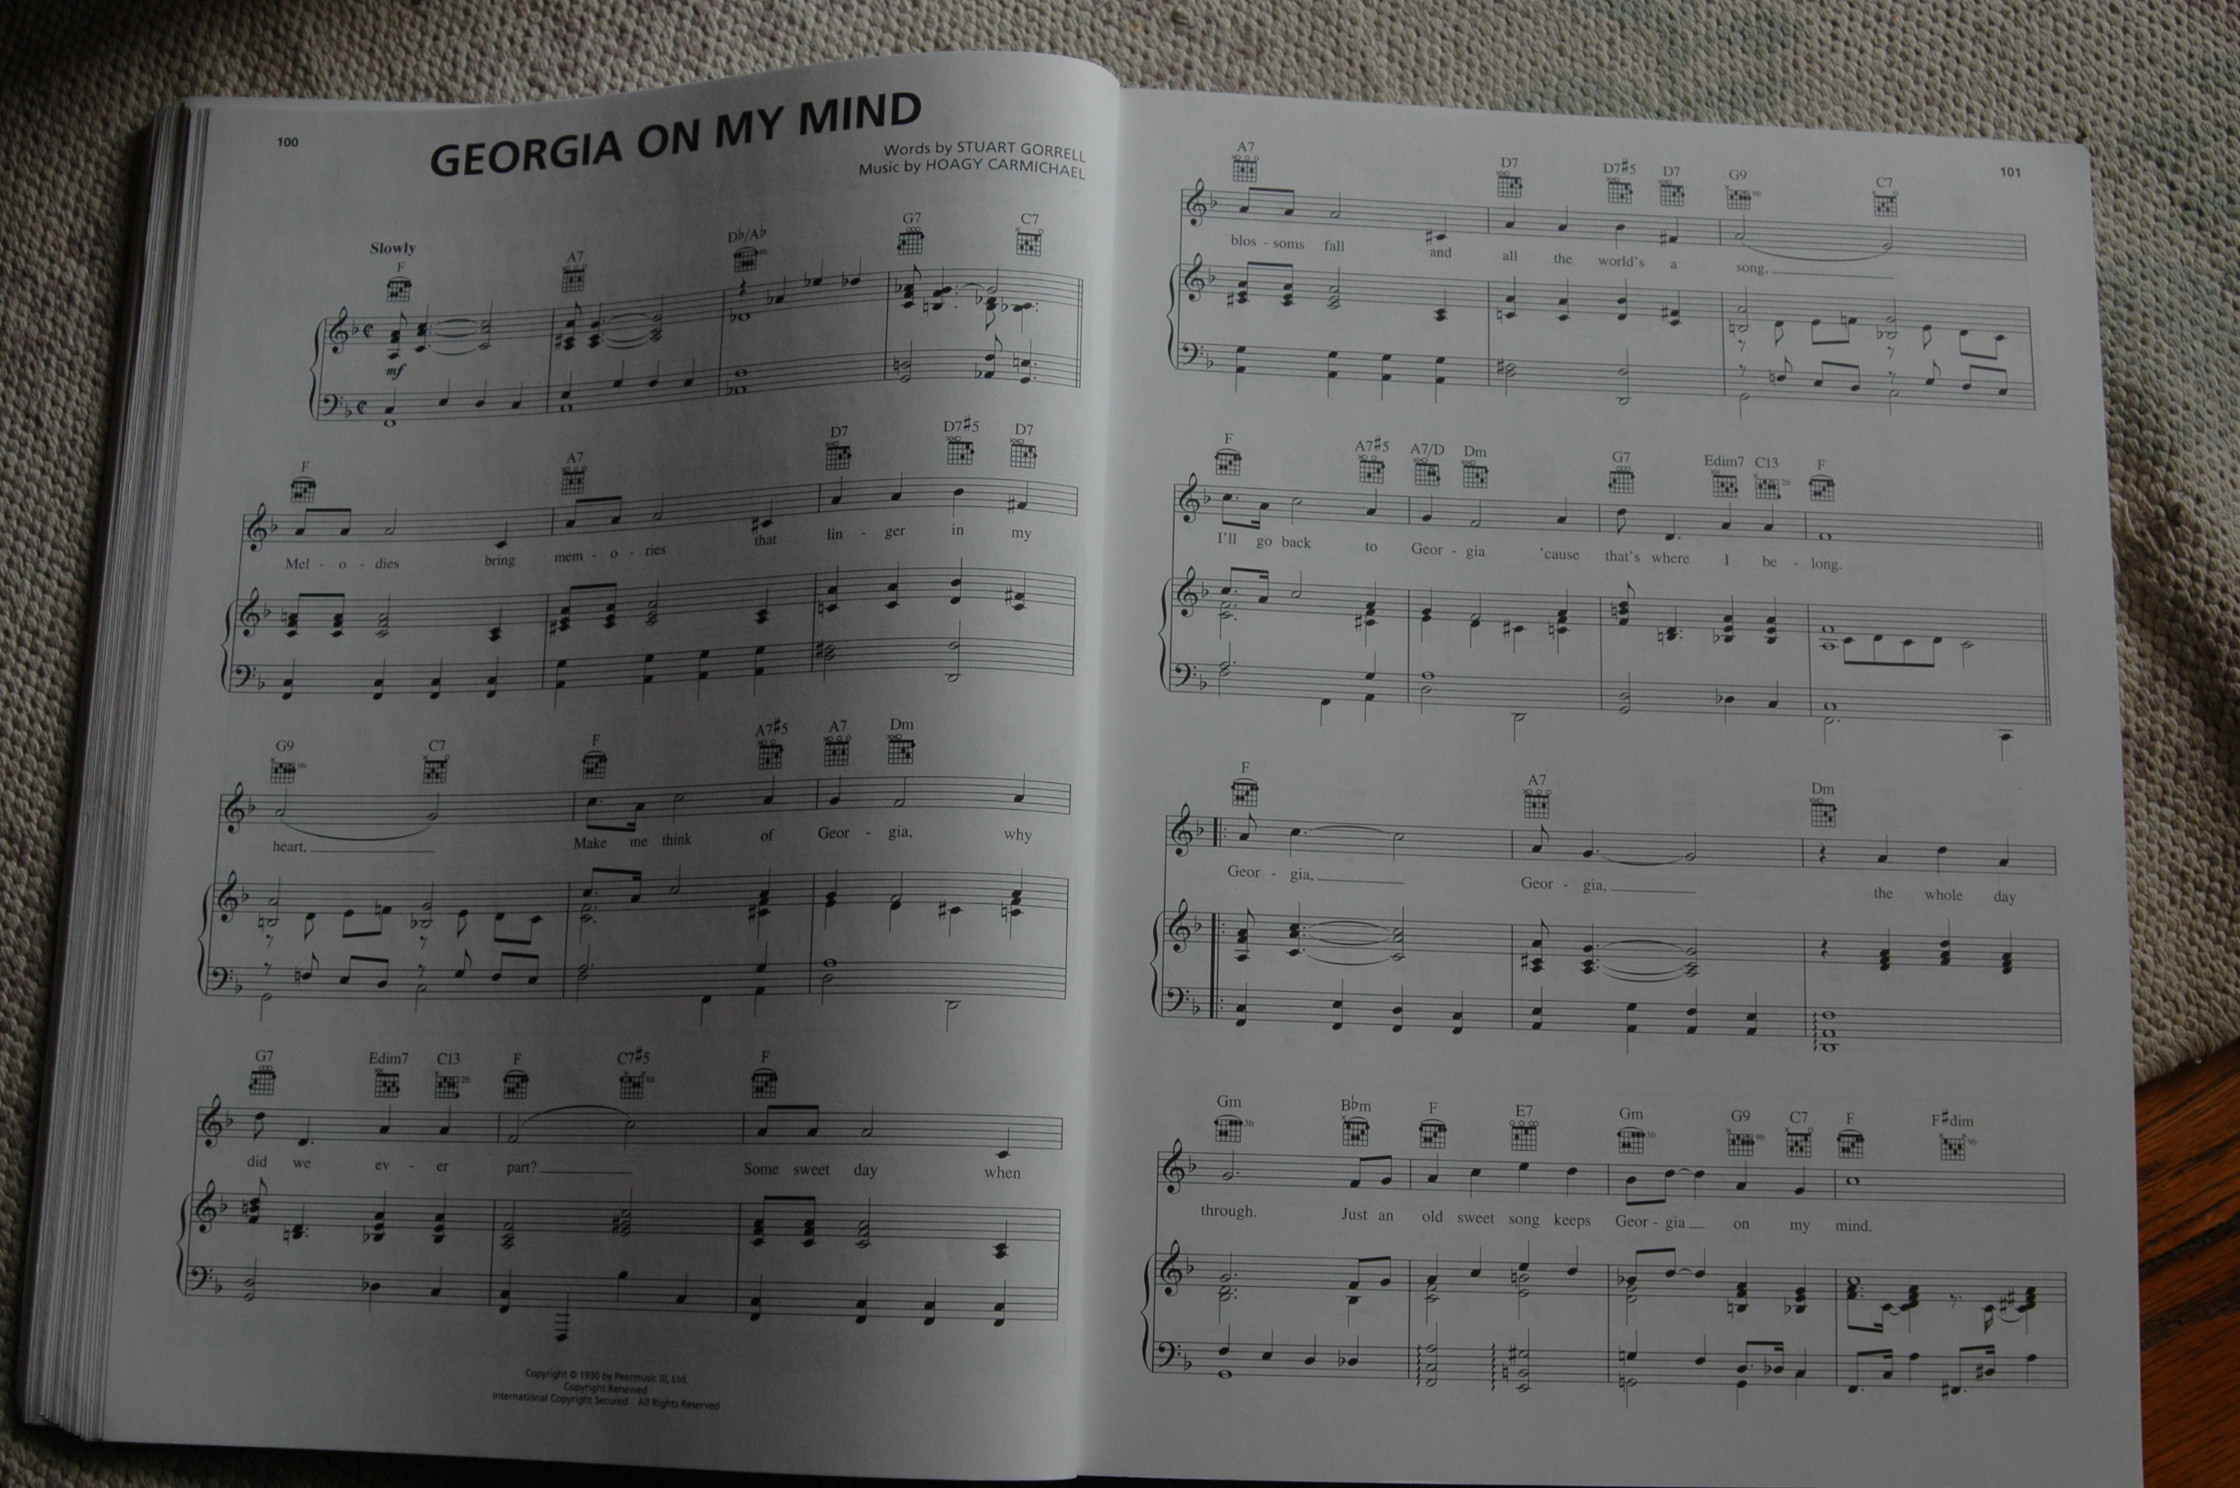 100
GEORGIA ON MY MIND
Words by STUART GORRELL
Music by HOAGY CARMICHAEL
Slowly
F A7 D♭/A♭ G7 C7
mf
F A7 D7 D7♯5 D7
Mel - o - dies bring mem - o - ries that lin - ger in my
G9 C7 F A7♯5 A7 Dm
heart, Make me think of Geor - gia, why
G7 Edim7 C13 F C7♯5 F
did we ev - er part? Some sweet day when
Copyright © 1930 by Peermusic III, Ltd.
Copyright Renewed
International Copyright Secured All Rights Reserved
101
A7 D7 D7♯5 D7 G9 C7
blos - soms fall and all the world's a song,
F A7♯5 A7/D Dm G7 Edim7 C13 F
I'll go back to Geor - gia 'cause that's where I be - long.
F A7 Dm
Geor - gia, Geor - gia, the whole day
Gm B♭m F E7 Gm G9 C7 F F♯dim
through. Just an old sweet song keeps Geor - gia on my mind.